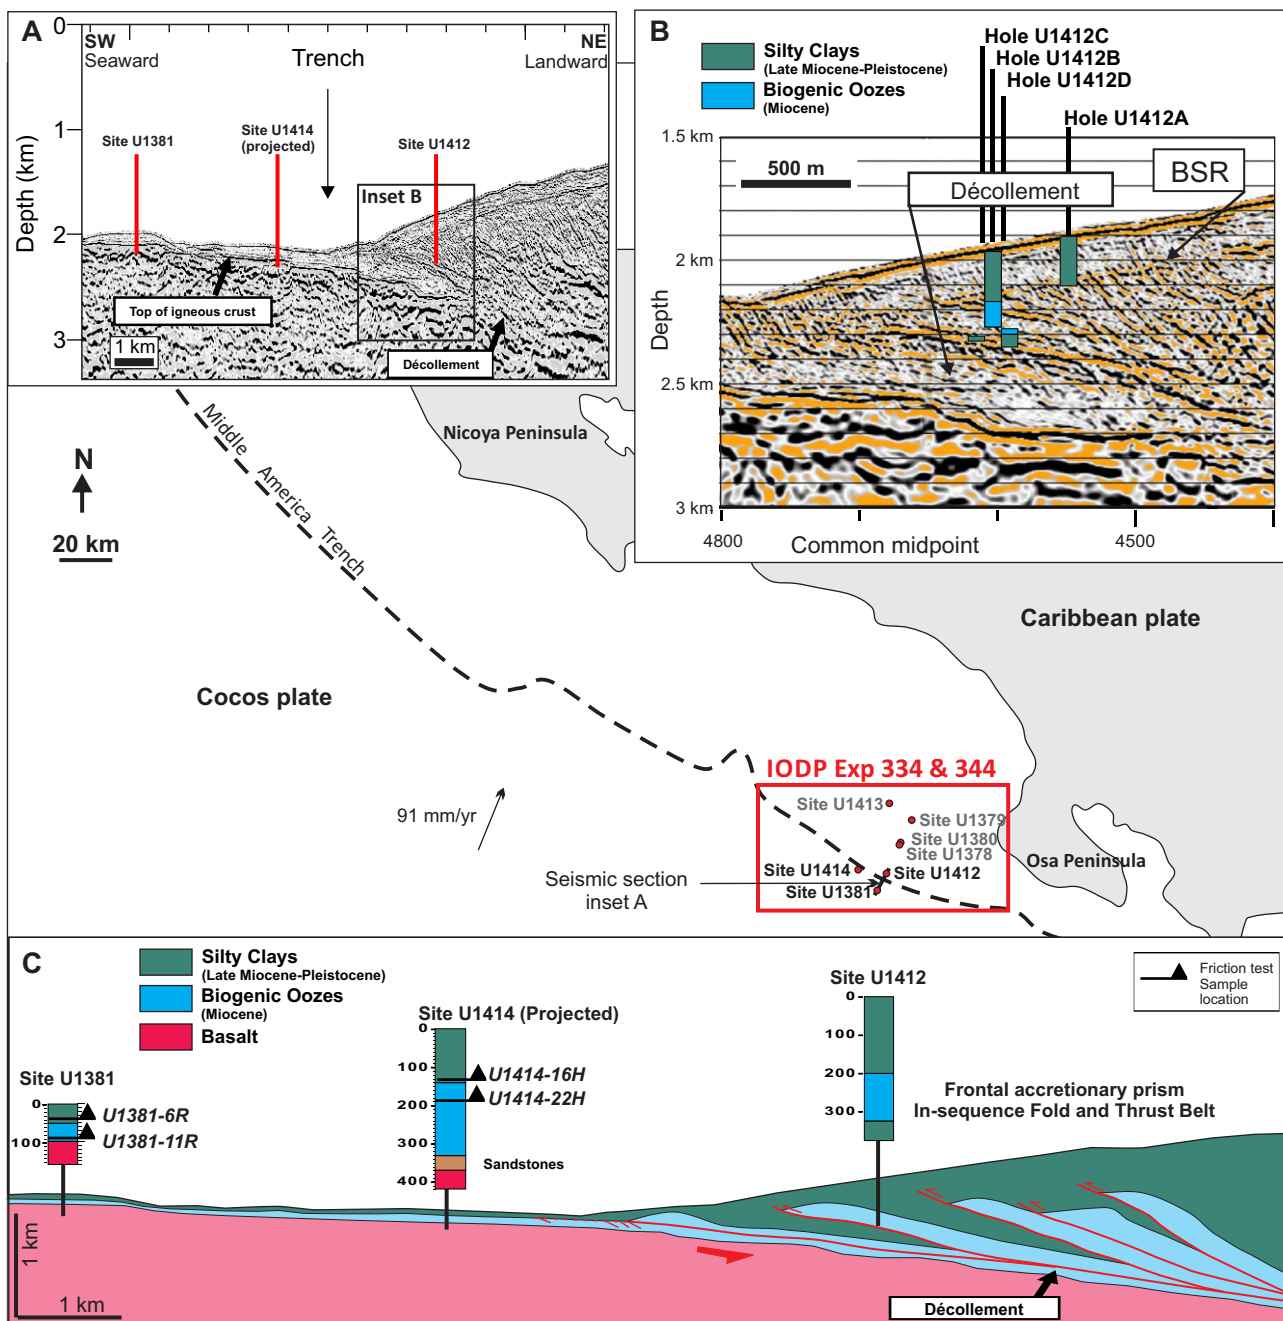 A
0
SW
Seaward
Trench
NE
Landward
Depth (km)
1
2
3
Site U1381
Site U1414
(projected)
Site U1412
Inset B
Top of igneous crust
1 km
Décollement
B
Silty Clays
(Late Miocene-Pleistocene)
Biogenic Oozes
(Miocene)
Hole U1412C
Hole U1412B
Hole U1412D
Hole U1412A
1.5 km
500 m
Décollement
BSR
2 km
Depth
2.5 km
3 km
4800
Common midpoint
4500
Middle America Trench
Nicoya Peninsula
N
20 km
Caribbean plate
Cocos plate
91 mm/yr
IODP Exp 334 & 344
Site U1413
Site U1379
Site U1380
Site U1378
Site U1414
Site U1412
Site U1381
Osa Peninsula
Seismic section
inset A
C
Silty Clays
(Late Miocene-Pleistocene)
Biogenic Oozes
(Miocene)
Basalt
Friction test
Sample
location
Site U1381
0
100
U1381-6R
U1381-11R
Site U1414 (Projected)
0
100
200
300
400
U1414-16H
U1414-22H
Sandstones
Site U1412
0
100
200
300
Frontal accretionary prism
In-sequence Fold and Thrust Belt
1 km
1 km
Décollement